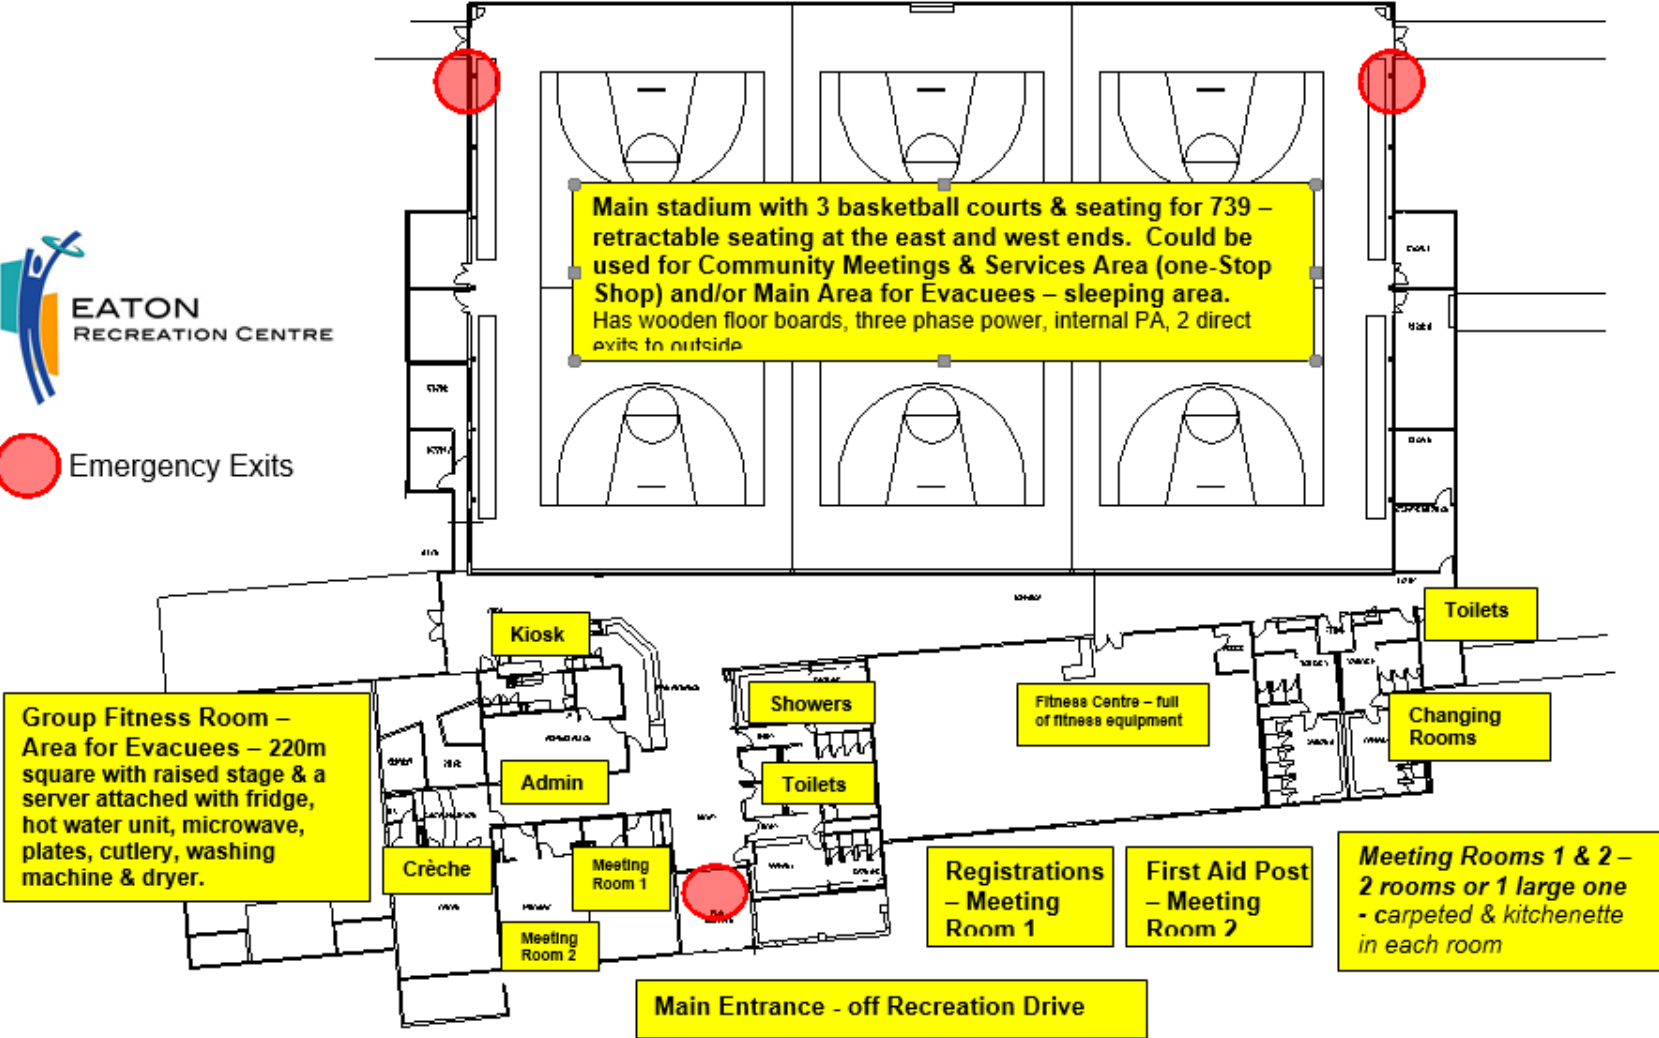 Main stadium with 3 basketball courts & seating for 739 –
retractable seating at the east and west ends.  Could be
used for Community Meetings & Services Area (one-Stop
Shop) and/or Main Area for Evacuees – sleeping area.
Has wooden floor boards, three phase power, internal PA, 2 direct
exits to outside
EATON
RECREATION CENTRE
Emergency Exits
Kiosk
Toilets
Showers
Fitness Centre – full
of fitness equipment
Changing
Rooms
Group Fitness Room –
Area for Evacuees – 220m
square with raised stage & a
server attached with fridge,
hot water unit, microwave,
plates, cutlery, washing
machine & dryer.
Admin
Toilets
Crèche
Meeting
Room 1
Meeting
Room 2
Registrations
– Meeting
Room 1
First Aid Post
– Meeting
Room 2
Meeting Rooms 1 & 2 –
2 rooms or 1 large one
- carpeted & kitchenette
in each room
Main Entrance - off Recreation Drive